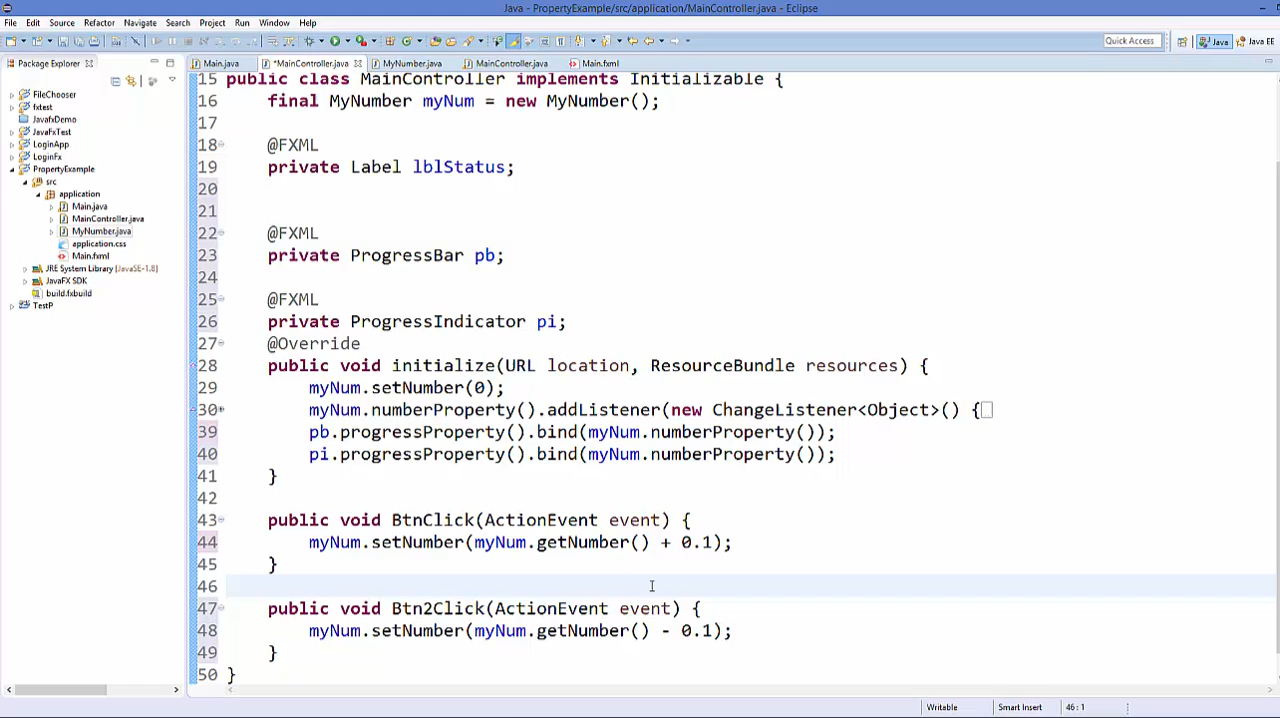 Java - PropertyExample/src/application/MainController.java - Eclipse
File Edit Source Refactor Navigate Search Project Run Window Help
Quick Access Java Java EE
Package Explorer
Main.java *MainController.java MyNumber.java MainController.java Main.fxml
FileChooser
fxtest
JavafxDemo
JavaFxTest
LoginApp
LoginFx
PropertyExample
src
application
Main.java
MainController.java
MyNumber.java
application.css
Main.fxml
JRE System Library [JavaSE-1.8]
JavaFX SDK
build.fxbuild
TestP
15 public class MainController implements Initializable {
16 final MyNumber myNum = new MyNumber();
17
18 @FXML
19 private Label lblStatus;
20
21
22 @FXML
23 private ProgressBar pb;
24
25 @FXML
26 private ProgressIndicator pi;
27 @Override
28 public void initialize(URL location, ResourceBundle resources) {
29 myNum.setNumber(0);
30 myNum.numberProperty().addListener(new ChangeListener<Object>() {
39 pb.progressProperty().bind(myNum.numberProperty());
40 pi.progressProperty().bind(myNum.numberProperty());
41 }
42
43 public void BtnClick(ActionEvent event) {
44 myNum.setNumber(myNum.getNumber() + 0.1);
45 }
46
47 public void Btn2Click(ActionEvent event) {
48 myNum.setNumber(myNum.getNumber() - 0.1);
49 }
50 }
Writable Smart Insert 46 : 1